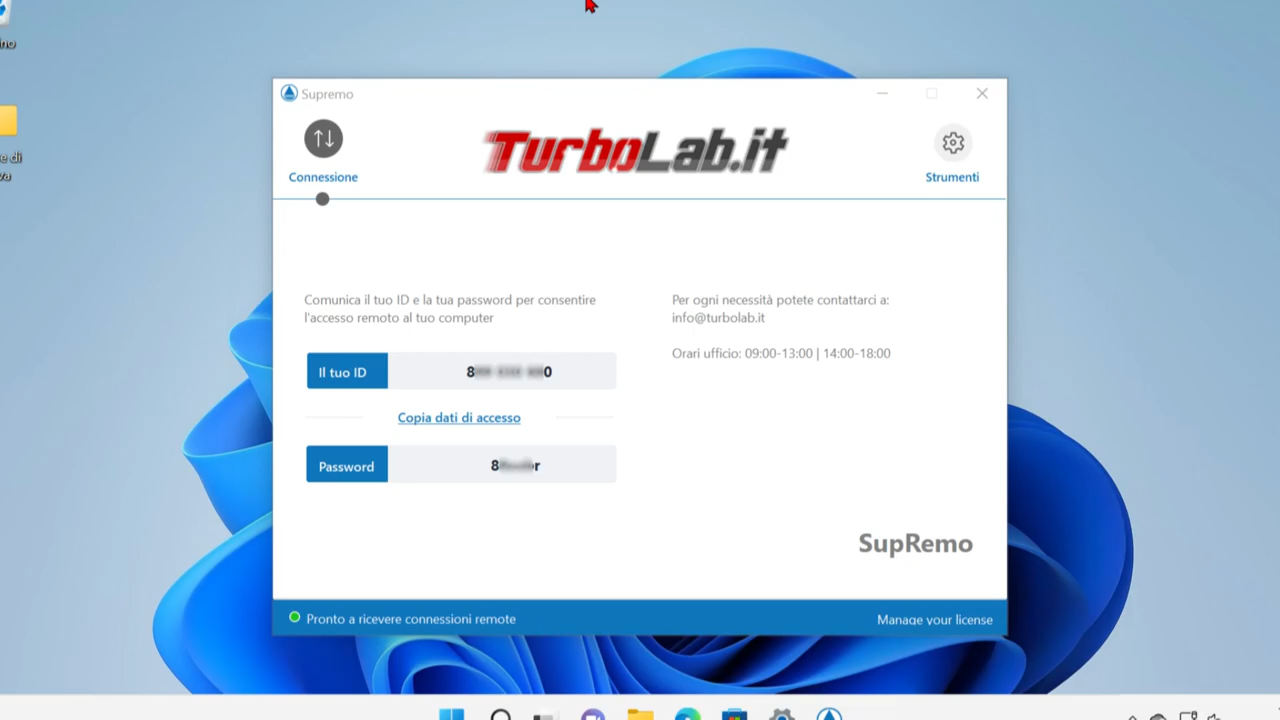 Supremo
Connessione
TurboLab.it
Strumenti
Comunica il tuo ID e la tua password per consentire
l'accesso remoto al tuo computer
Per ogni necessità potete contattarci a:
info@turbolab.it
Orari ufficio: 09:00-13:00 | 14:00-18:00
Il tuo ID
Copia dati di accesso
Password
SupRemo
Pronto a ricevere connessioni remote
Manage your license